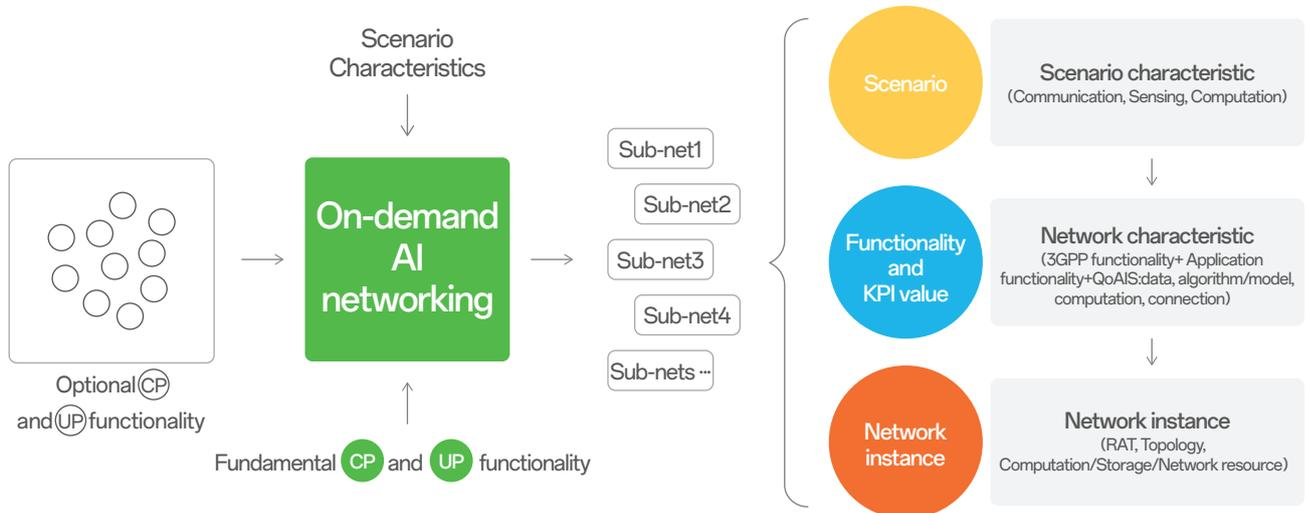 Scenario
Characteristics
Optional CP
and UP functionality
On-demand
AI
networking
Fundamental CP and UP functionality
Sub-net1
Sub-net2
Sub-net3
Sub-net4
Sub-nets ···
Scenario
Scenario characteristic
(Communication, Sensing, Computation)
Functionality
and
KPI value
Network characteristic
(3GPP functionality+ Application
functionality+QoAIS:data, algorithm/model,
computation, connection)
Network
instance
Network instance
(RAT, Topology,
Computation/Storage/Network resource)